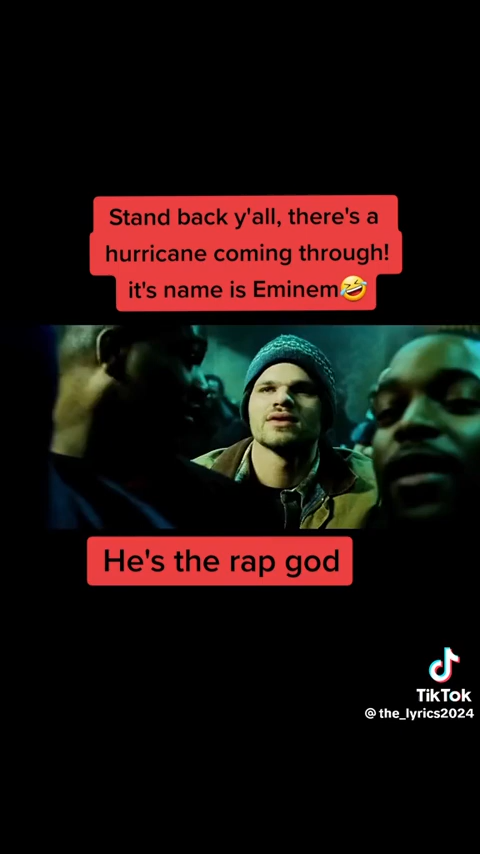 Stand back y'all, there's a
hurricane coming through!
it's name is Eminem🤣
He's the rap god
TikTok
@the_lyrics2024